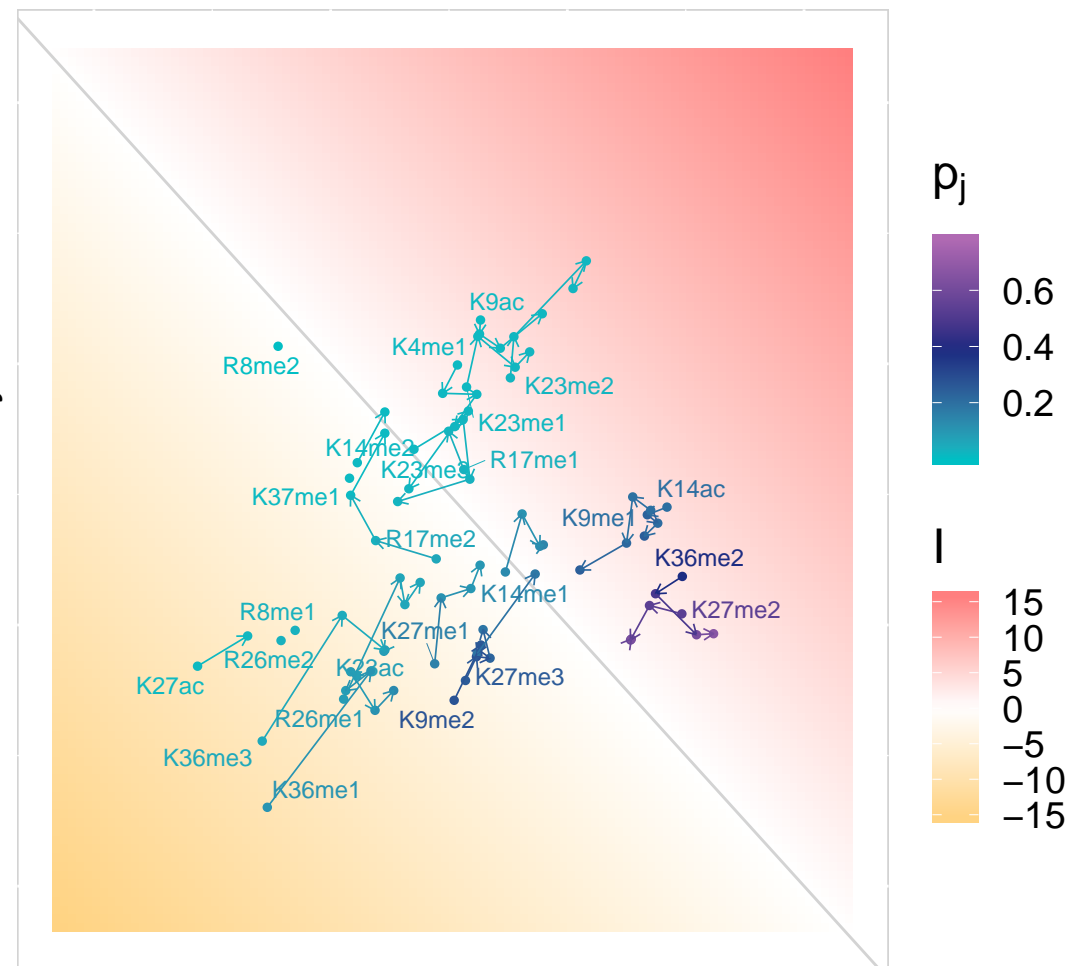 K9ac
K4me1
R8me2
K23me2
K23me1
K14me2
K23me3
R17me1
K37me1
K14ac
K9me1
R17me2
K36me2
K14me1
R8me1
K27me2
K27me1
R26me2
K23ac
K27ac
K27me3
R26me1
K9me2
K36me3
K36me1
pj
0.6
0.4
0.2
I
15
10
5
0
−5
−10
−15